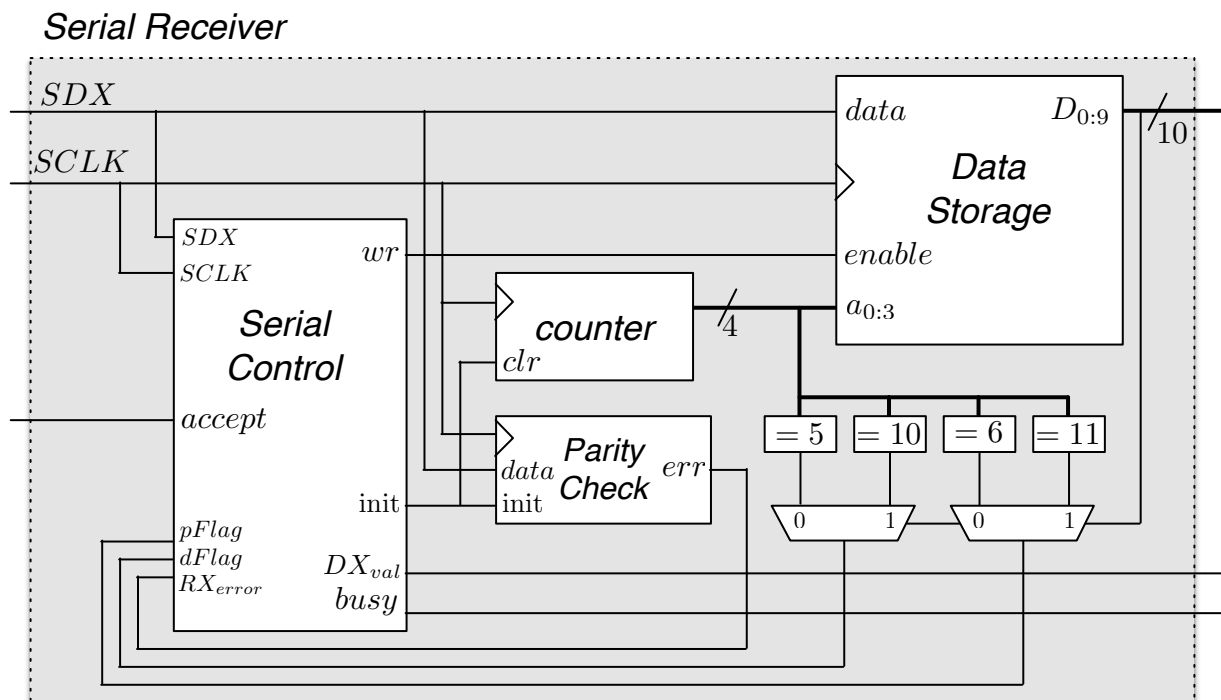 Serial Receiver
SDX
SCLK
data
D0:9
10
Data
Storage
SDX
SCLK
wr
enable
Serial
Control
counter
4
a0:3
clr
accept
= 5
= 10
= 6
= 11
Parity
Check
data
err
init
init
0
1
0
1
pFlag
dFlag
RXerror
DXval
busy